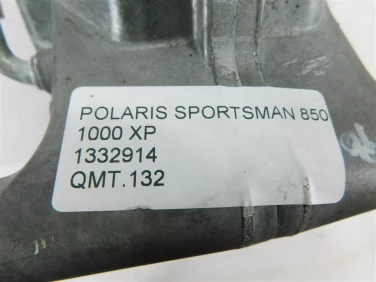 POLARIS SPORTSMAN 850
1000 XP
1332914
QMT.132